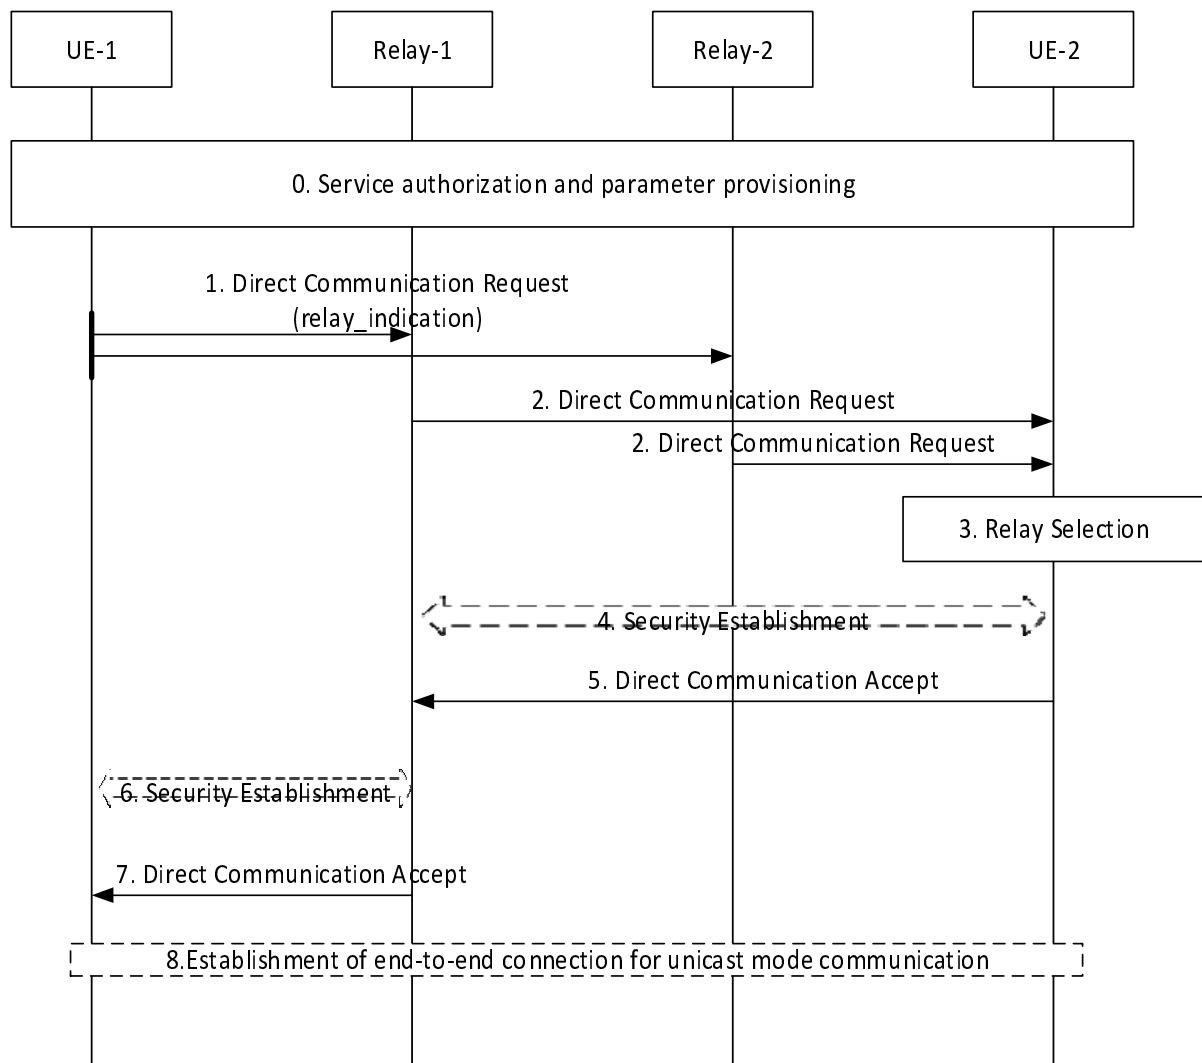 UE-1
Relay-1
Relay-2
UE-2
0. Service authorization and parameter provisioning
1. Direct Communication Request
(relay_indication)
2. Direct Communication Request
2. Direct Communication Request
3. Relay Selection
4. Security Establishment
5. Direct Communication Accept
6. Security Establishment
7. Direct Communication Accept
8.Establishment of end-to-end connection for unicast mode communication